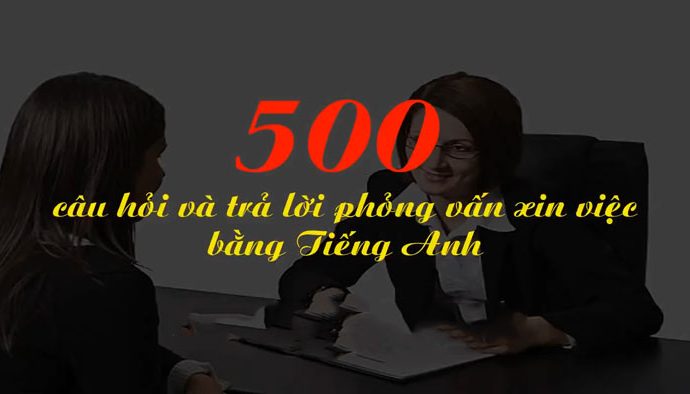 500
câu hỏi và trả lời phỏng vấn xin việc
bằng Tiếng Anh